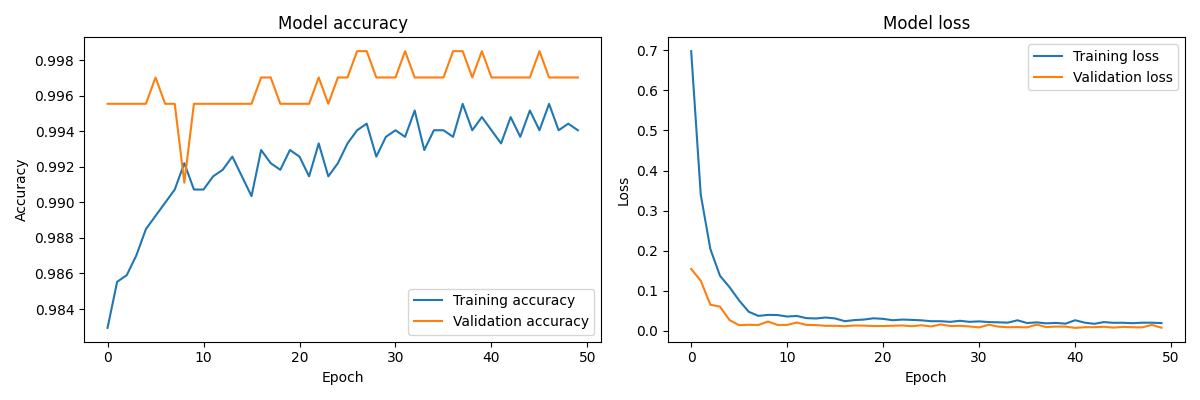 Model accuracy
Accuracy
0.998
0.996
0.994
0.992
0.990
0.988
0.986
0.984
0 10 20 30 40 50
Epoch
Training accuracy
Validation accuracy
Model loss
Loss
0.7
0.6
0.5
0.4
0.3
0.2
0.1
0.0
0 10 20 30 40 50
Epoch
Training loss
Validation loss